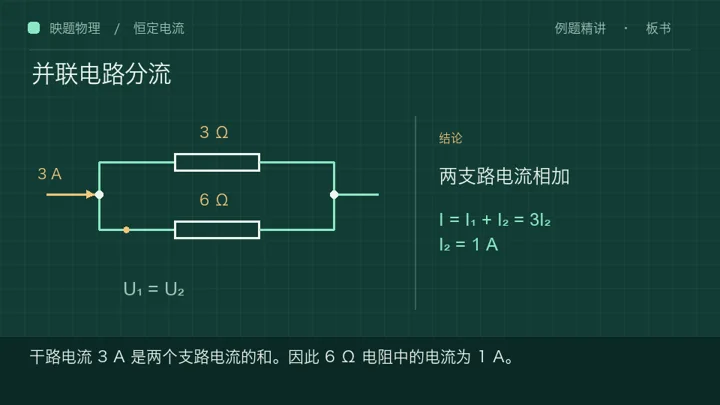 映题物理 / 恒定电流
例题精讲 · 板书
并联电路分流
3 Ω
3 A
6 Ω
U₁ = U₂
结论
两支路电流相加
I = I₁ + I₂ = 3I₂
I₂ = 1 A
干路电流 3 A 是两个支路电流的和。因此 6 Ω 电阻中的电流为 1 A。